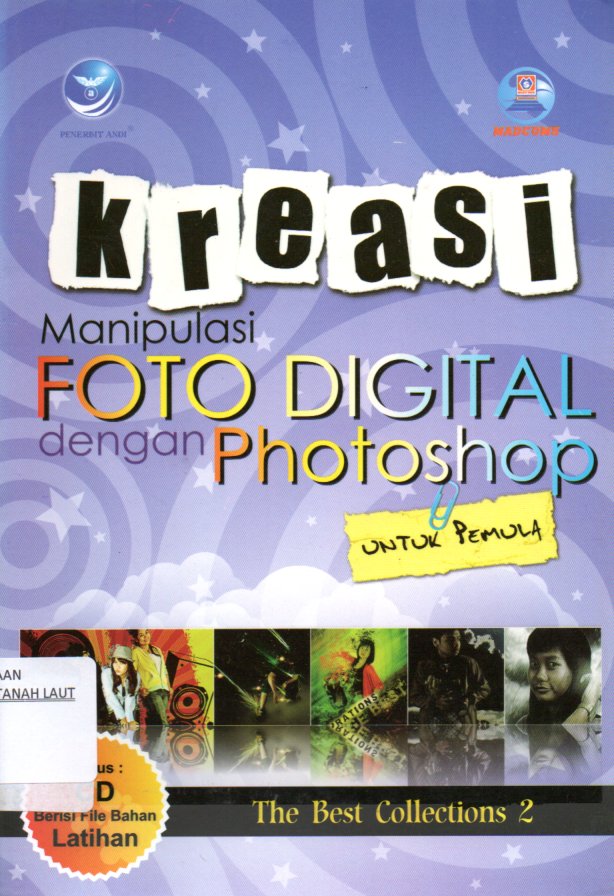 PENERBIT ANDI®
MADCOMS
kreasi
Manipulasi
FOTO DIGITAL
dengan Photoshop
UNTUK PEMULA
TANAH LAUT
Berisi File Bahan
Latihan
The Best Collections 2